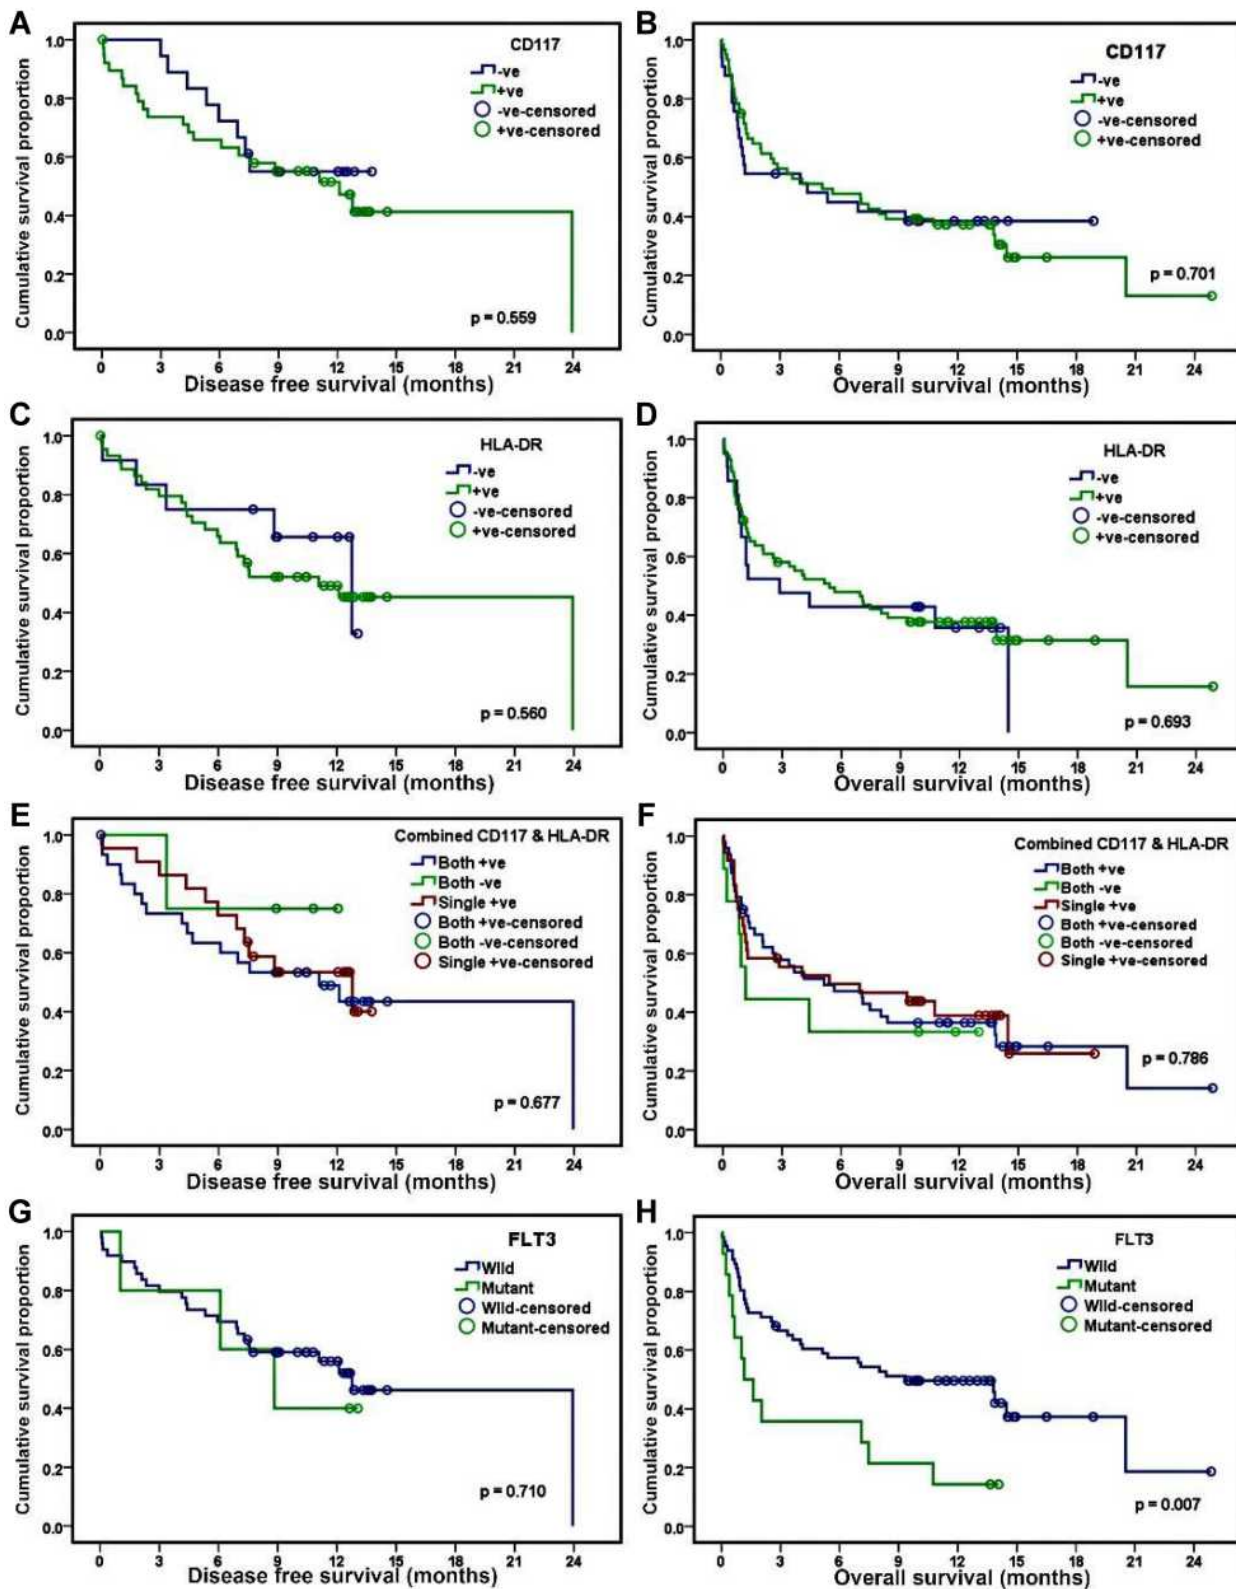 A
CD117
-ve
+ve
-ve-censored
+ve-censored
p = 0.559
Cumulative survival proportion
1.0
0.8
0.6
0.4
0.2
0.0
0 3 6 9 12 15 18 21 24
Disease free survival (months)
B
CD117
-ve
+ve
-ve-censored
+ve-censored
p = 0.701
Cumulative survival proportion
1.0
0.8
0.6
0.4
0.2
0.0
0 3 6 9 12 15 18 21 24
Overall survival (months)
C
HLA-DR
-ve
+ve
-ve-censored
+ve-censored
p = 0.560
Cumulative survival proportion
1.0
0.8
0.6
0.4
0.2
0.0
0 3 6 9 12 15 18 21 24
Disease free survival (months)
D
HLA-DR
-ve
+ve
-ve-censored
+ve-censored
p = 0.693
Cumulative survival proportion
1.0
0.8
0.6
0.4
0.2
0.0
0 3 6 9 12 15 18 21 24
Overall survival (months)
E
Combined CD117 & HLA-DR
Both +ve
Both -ve
Single +ve
Both +ve-censored
Both -ve-censored
Single +ve-censored
p = 0.677
Cumulative survival proportion
1.0
0.8
0.6
0.4
0.2
0.0
0 3 6 9 12 15 18 21 24
Disease free survival (months)
F
Combined CD117 & HLA-DR
Both +ve
Both -ve
Single +ve
Both +ve-censored
Both -ve-censored
Single +ve-censored
p = 0.786
Cumulative survival proportion
1.0
0.8
0.6
0.4
0.2
0.0
0 3 6 9 12 15 18 21 24
Overall survival (months)
G
FLT3
Wild
Mutant
Wild-censored
Mutant-censored
p = 0.710
Cumulative survival proportion
1.0
0.8
0.6
0.4
0.2
0.0
0 3 6 9 12 15 18 21 24
Disease free survival (months)
H
FLT3
Wild
Mutant
Wild-censored
Mutant-censored
p = 0.007
Cumulative survival proportion
1.0
0.8
0.6
0.4
0.2
0.0
0 3 6 9 12 15 18 21 24
Overall survival (months)